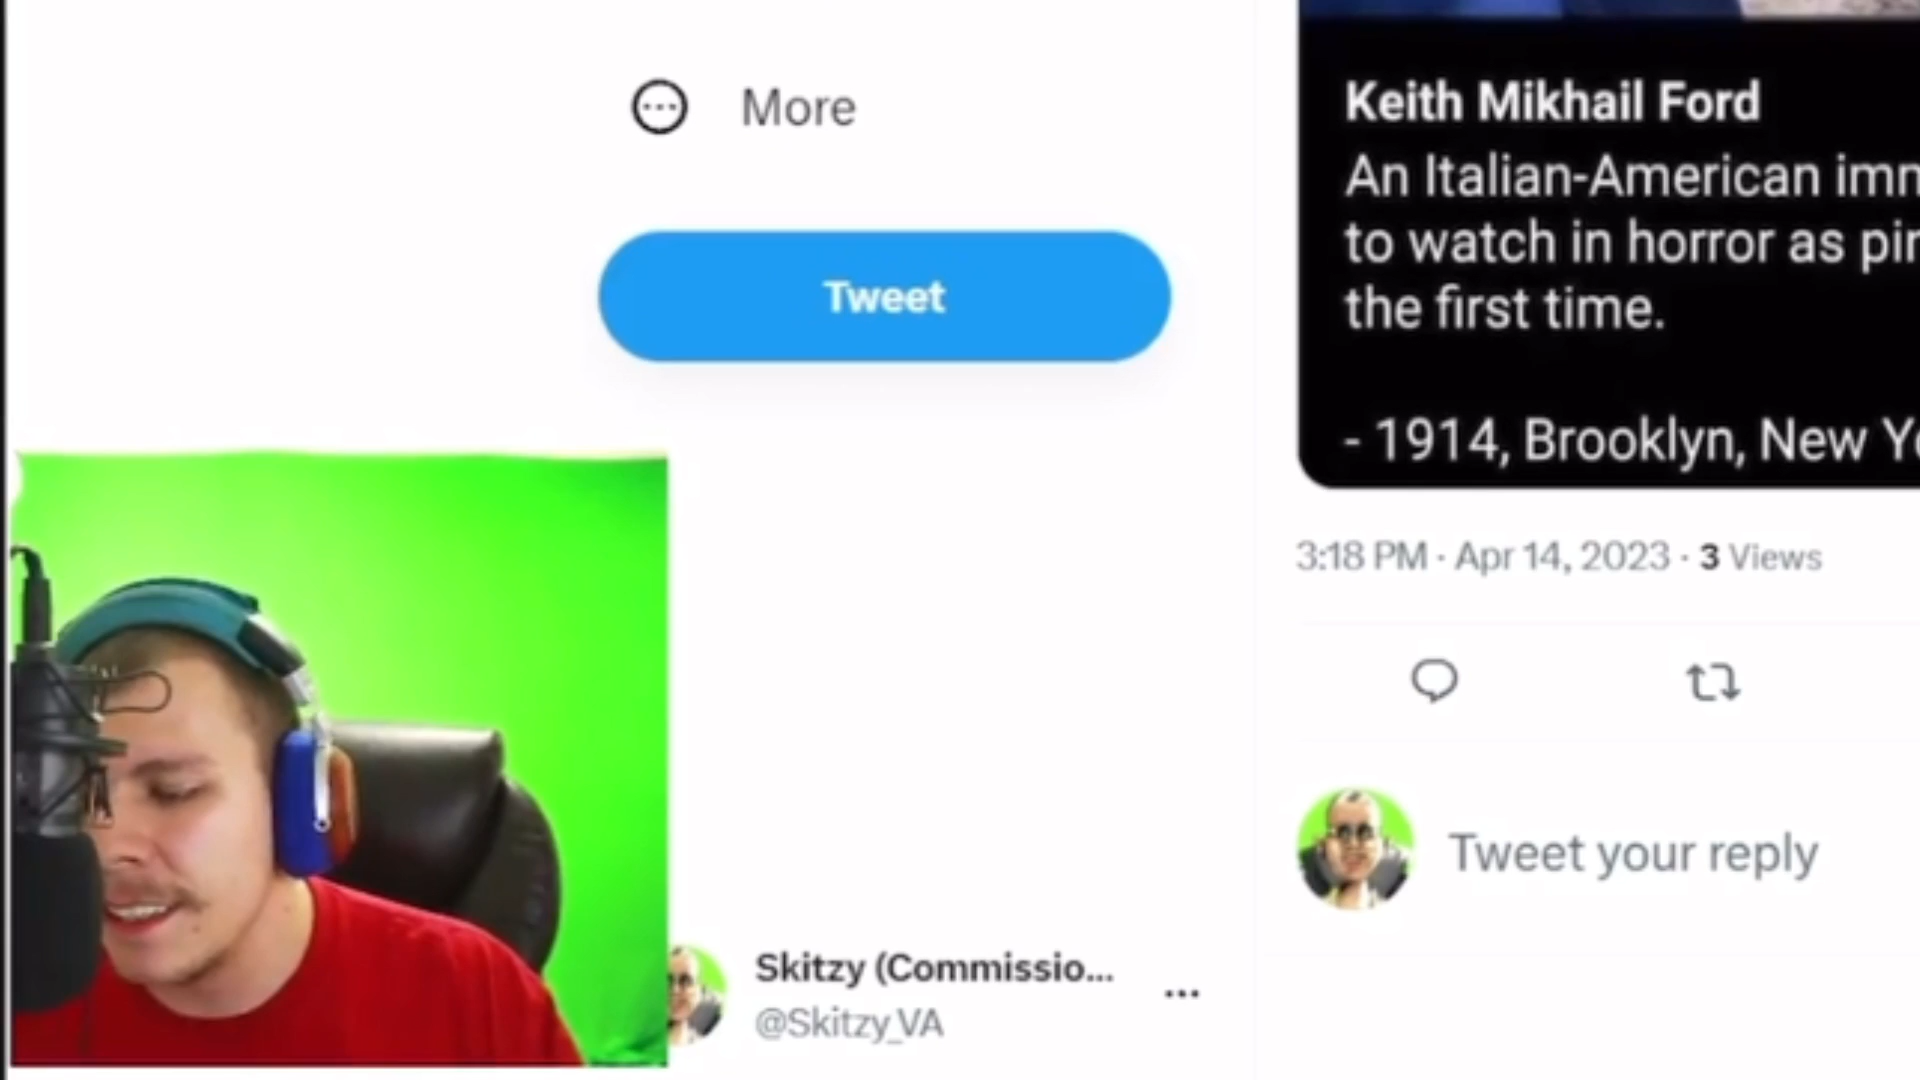 More
Tweet
Skitzy (Commissio...
@Skitzy_VA
...
Keith Mikhail Ford
An Italian-American
to watch in horror as
the first time.
- 1914, Brooklyn, New
3:18 PM · Apr 14, 2023 · 3 Views
Tweet your reply